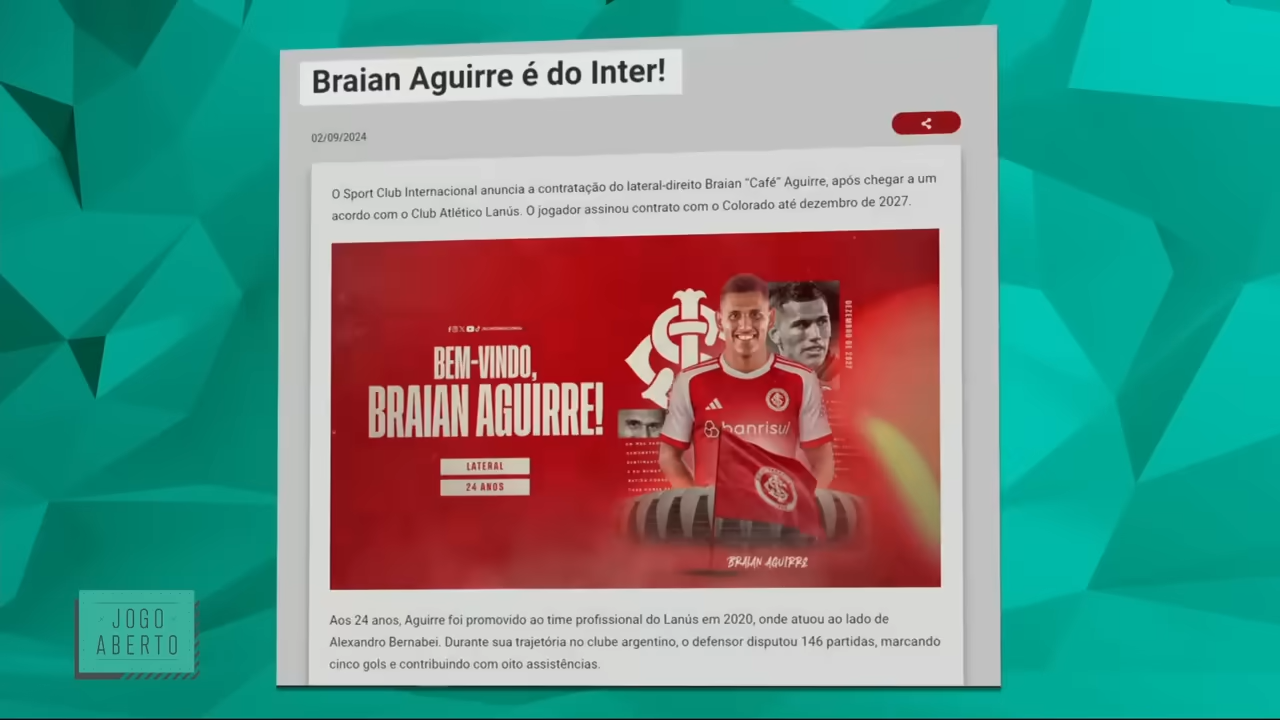 Braian Aguirre é do Inter!
02/09/2024
O Sport Club Internacional anuncia a contratação do lateral-direito Braian "Café" Aguirre, após chegar a um
acordo com o Club Atlético Lanús. O jogador assinou contrato com o Colorado até dezembro de 2027.
BEM-VINDO,
BRAIAN AGUIRRE!
LATERAL
24 ANOS
DEZEMBRO DE 2027
banrisul
BRAIAN AGUIRRE
Aos 24 anos, Aguirre foi promovido ao time profissional do Lanús em 2020, onde atuou ao lado de
Alexandro Bernabei. Durante sua trajetória no clube argentino, o defensor disputou 146 partidas, marcando
cinco gols e contribuindo com oito assistências.
JOGO
ABERTO